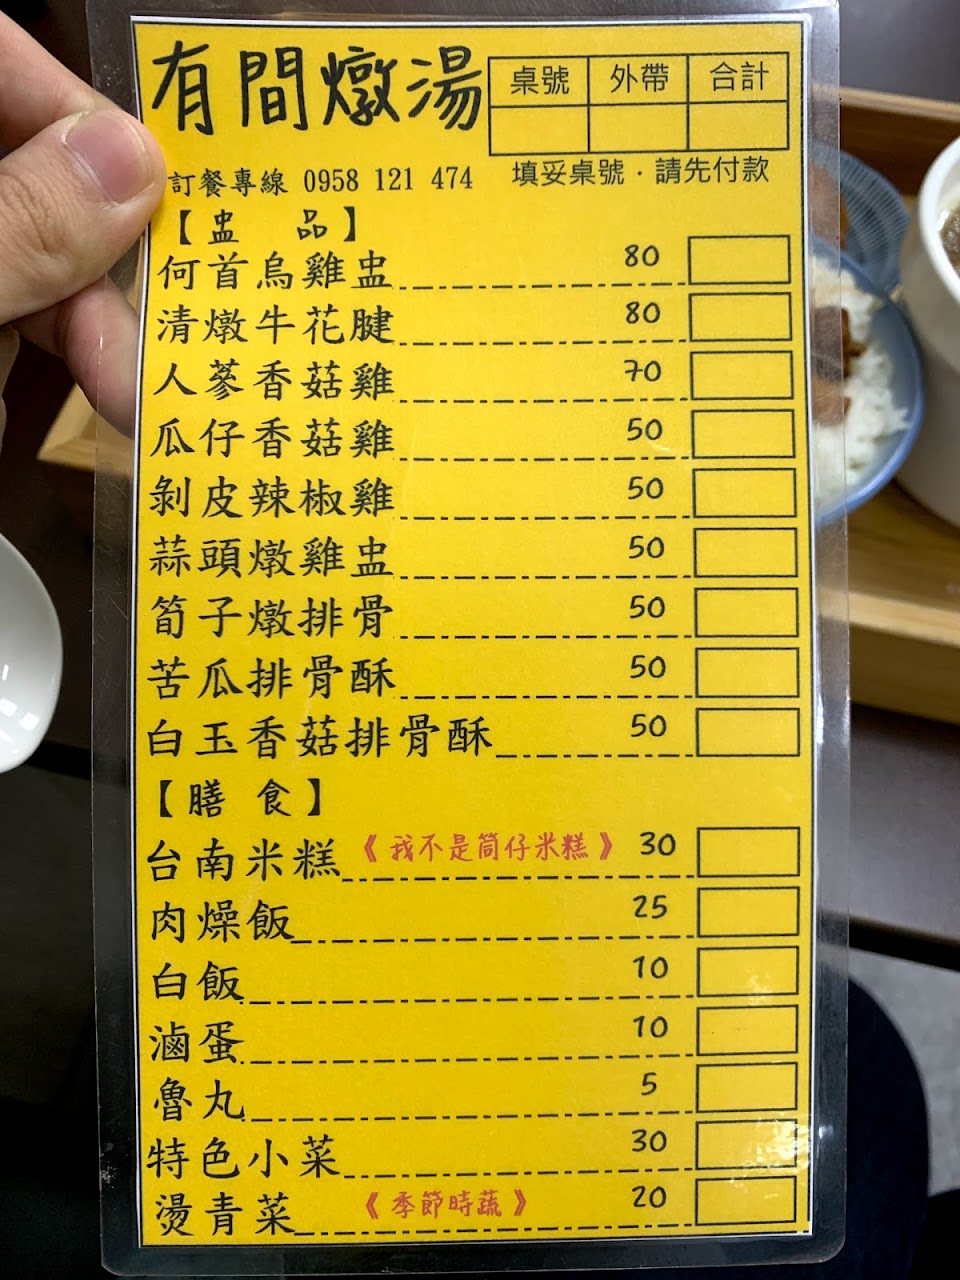 有間燉湯
桌號 外帶 合計
訂餐專線 0958 121 474
填妥桌號·請先付款
【盅 品】
何首烏雞盅 80
清燉牛花腱 80
人蔘香菇雞 70
瓜仔香菇雞 50
剝皮辣椒雞 50
蒜頭燉雞盅 50
筍子燉排骨 50
苦瓜排骨酥 50
白玉香菇排骨酥 50
【膳 食】
台南米糕《我不是筒仔米糕》 30
肉燥飯 25
白飯 10
滷蛋 10
魯丸 5
特色小菜 30
燙青菜《季節時蔬》 20